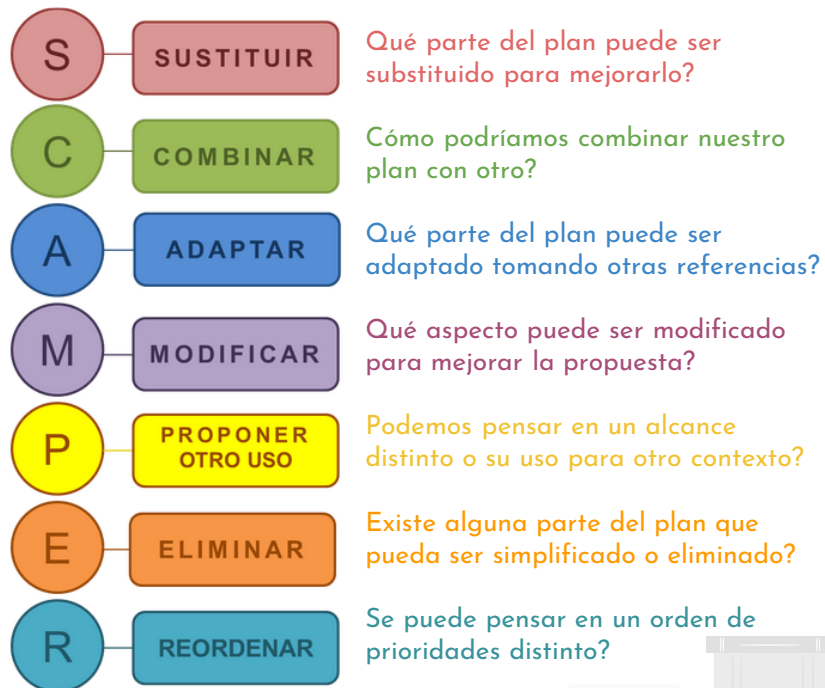 S
SUSTITUIR
Qué parte del plan puede ser
substituido para mejorarlo?
C
COMBINAR
Cómo podríamos combinar nuestro
plan con otro?
A
ADAPTAR
Qué parte del plan puede ser
adaptado tomando otras referencias?
M
MODIFICAR
Qué aspecto puede ser modificado
para mejorar la propuesta?
P
PROPONER
OTRO USO
Podemos pensar en un alcance
distinto o su uso para otro contexto?
E
ELIMINAR
Existe alguna parte del plan que
pueda ser simplificado o eliminado?
R
REORDENAR
Se puede pensar en un orden de
prioridades distinto?